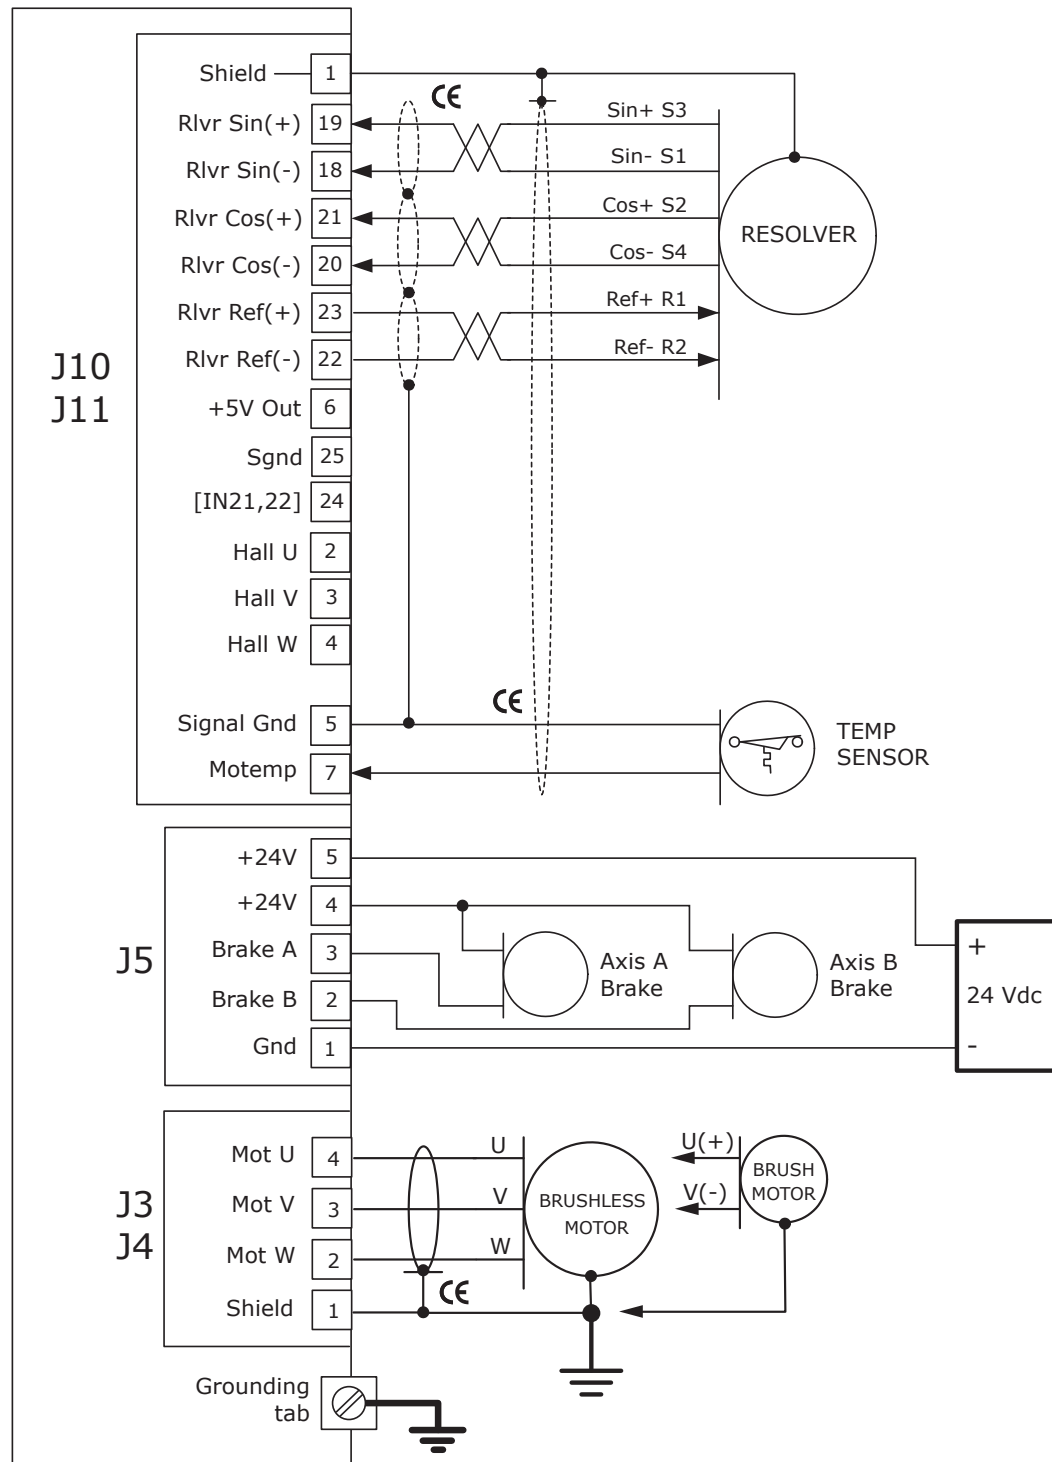 J10
J11
Shield 1
Rlvr Sin(+) 19 Sin+ S3
Rlvr Sin(-) 18 Sin- S1
Rlvr Cos(+) 21 Cos+ S2
Rlvr Cos(-) 20 Cos- S4
Rlvr Ref(+) 23 Ref+ R1
Rlvr Ref(-) 22 Ref- R2
CE
RESOLVER
+5V Out 6
Sgnd 25
[IN21,22] 24
Hall U 2
Hall V 3
Hall W 4
Signal Gnd 5
Motemp 7
CE
TEMP
SENSOR
J5
+24V 5
+24V 4
Brake A 3
Brake B 2
Gnd 1
Axis A
Brake
Axis B
Brake
+
24 Vdc
-
J3
J4
Mot U 4 U
Mot V 3 V
Mot W 2 W
Shield 1
CE
BRUSHLESS
MOTOR
U(+)
V(-)
BRUSH
MOTOR
Grounding
tab